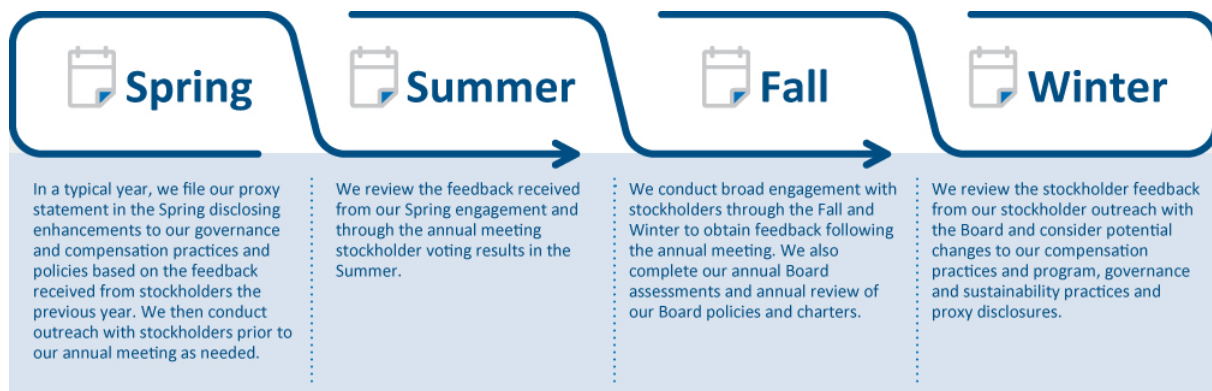 Spring
Summer
Fall
Winter
In a typical year, we file our proxy
statement in the Spring disclosing
enhancements to our governance
and compensation practices and
policies based on the feedback
received from stockholders the
previous year. We then conduct
outreach with stockholders prior to
our annual meeting as needed.
We review the feedback received
from our Spring engagement and
through the annual meeting
stockholder voting results in the
Summer.
We conduct broad engagement with
stockholders through the Fall and
Winter to obtain feedback following
the annual meeting. We also
complete our annual Board
assessments and annual review of
our Board policies and charters.
We review the stockholder feedback
from our stockholder outreach with
the Board and consider potential
changes to our compensation
practices and program, governance
and sustainability practices and
proxy disclosures.